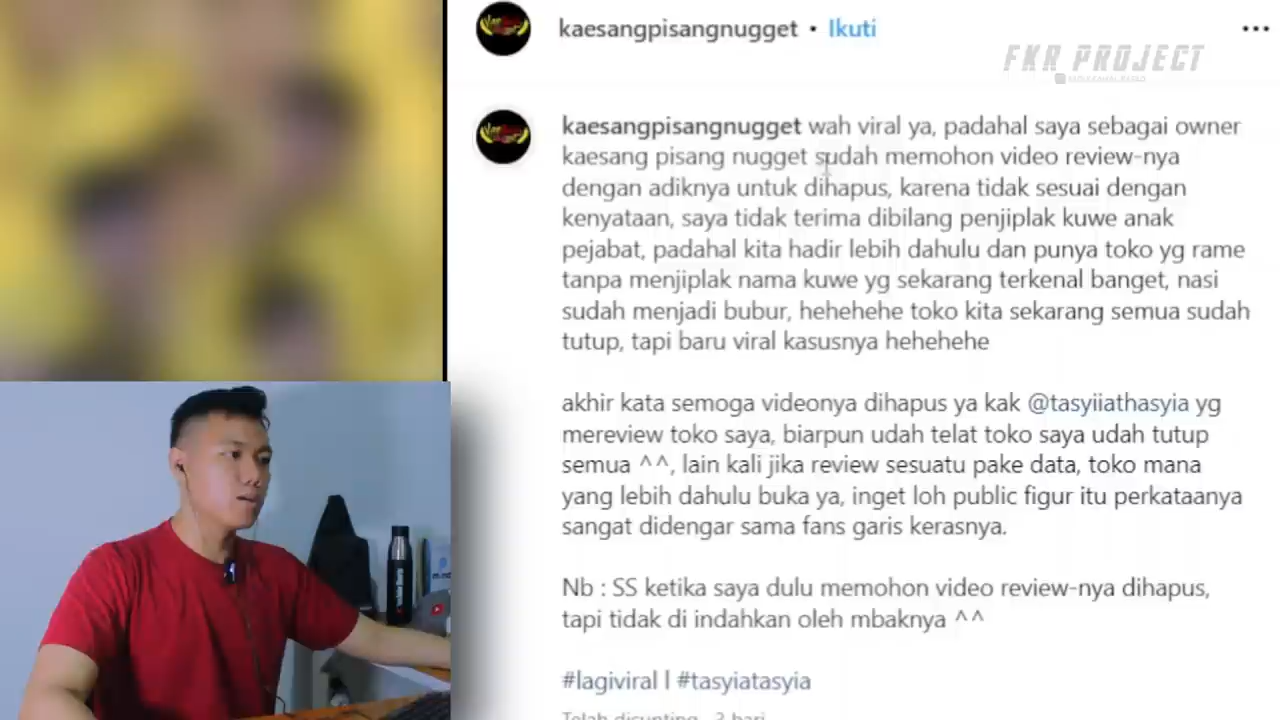 kaesangpisangnugget • Ikuti
FKR PROJECT
kaesangpisangnugget wah viral ya, padahal saya sebagai owner
kaesang pisang nugget sudah memohon video review-nya
dengan adiknya untuk dihapus, karena tidak sesuai dengan
kenyataan, saya tidak terima dibilang penjiplak kuwe anak
pejabat, padahal kita hadir lebih dahulu dan punya toko yg rame
tanpa menjiplak nama kuwe yg sekarang terkenal banget, nasi
sudah menjadi bubur, hehehehe toko kita sekarang semua sudah
tutup, tapi baru viral kasusnya hehehehe
akhir kata semoga videonya dihapus ya kak @tasyiiathasyia yg
mereview toko saya, biarpun udah telat toko saya udah tutup
semua ^^, lain kali jika review sesuatu pake data, toko mana
yang lebih dahulu buka ya, inget loh public figur itu perkataanya
sangat didengar sama fans garis kerasnya.
Nb : SS ketika saya dulu memohon video review-nya dihapus,
tapi tidak di indahkan oleh mbaknya ^^
#lagiviral l #tasyiatasyia
Telah disunting · 3 hari